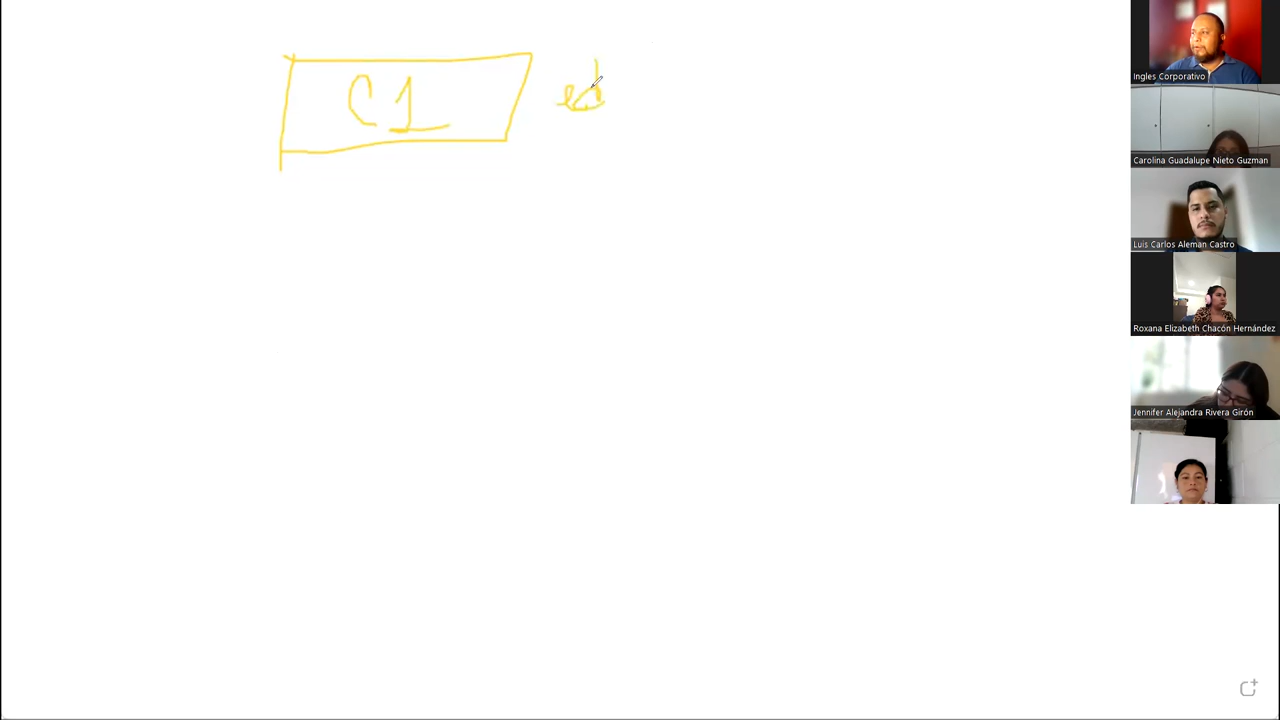 C1 ed
Ingles Corporativo
Carolina Guadalupe Nieto Guzman
Luis Carlos Aleman Castro
Roxana Elizabeth Chacón Hernández
Jennifer Alejandra Rivera Girón